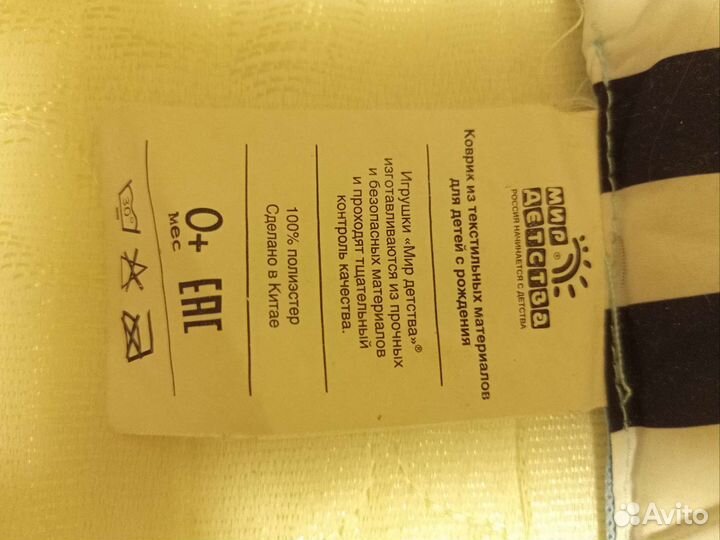 МИР
ДЕТСТВА®
РОССИЯ НАЧИНАЕТСЯ С ДЕТСТВА
Коврик из текстильных материалов
для детей с рождения
Игрушки «Мир детства»®
изготавливаются из прочных
и безопасных материалов
и проходят тщательный
контроль качества.
100% полиэстер
Сделано в Китае
0+
мес
EAC
30°
Avito